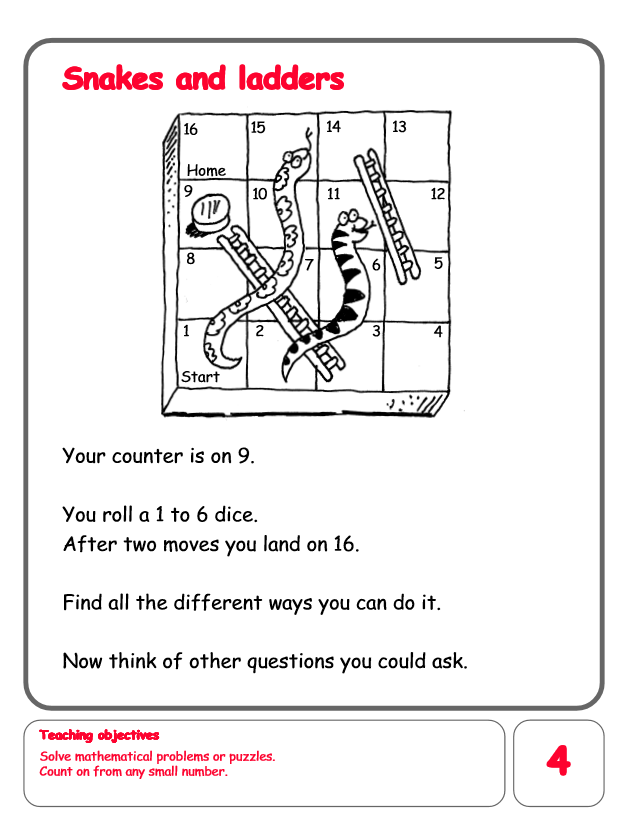 Snakes and ladders
16 15 14 13
Home
9 10 11 12
8 7 6 5
1 2 3 4
Start
Your counter is on 9.
You roll a 1 to 6 dice.
After two moves you land on 16.
Find all the different ways you can do it.
Now think of other questions you could ask.
Teaching objectives
Solve mathematical problems or puzzles.
Count on from any small number.
4